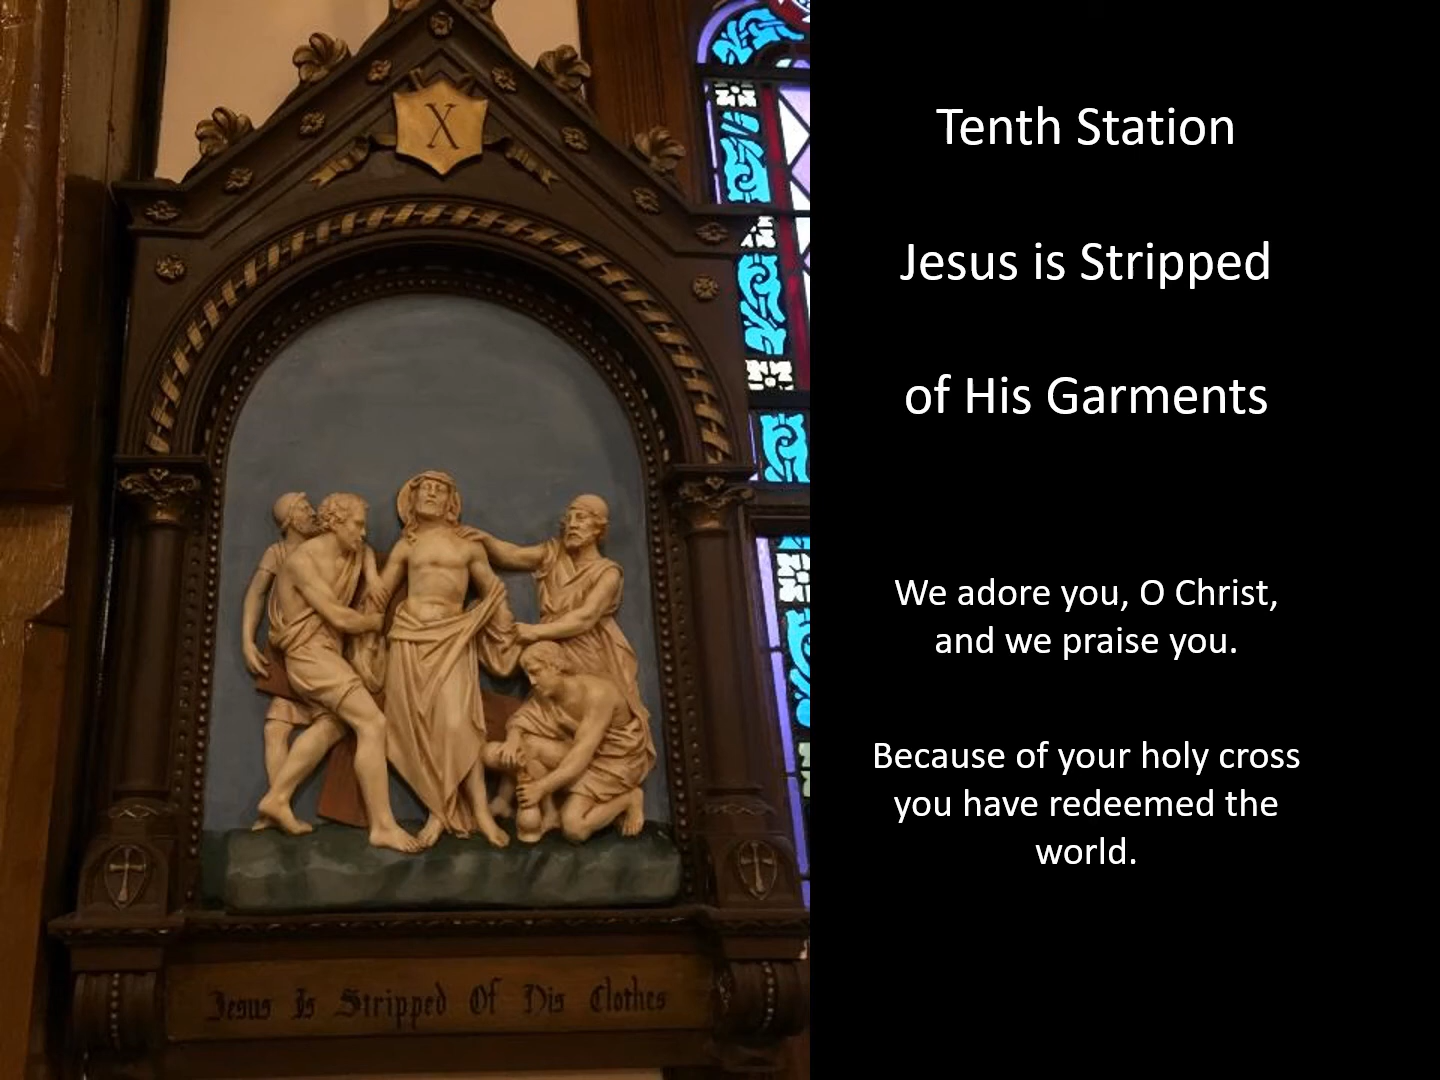 X
Jesus Is Stripped Of His Clothes
Tenth Station
Jesus is Stripped
of His Garments
We adore you, O Christ,
and we praise you.
Because of your holy cross
you have redeemed the
world.